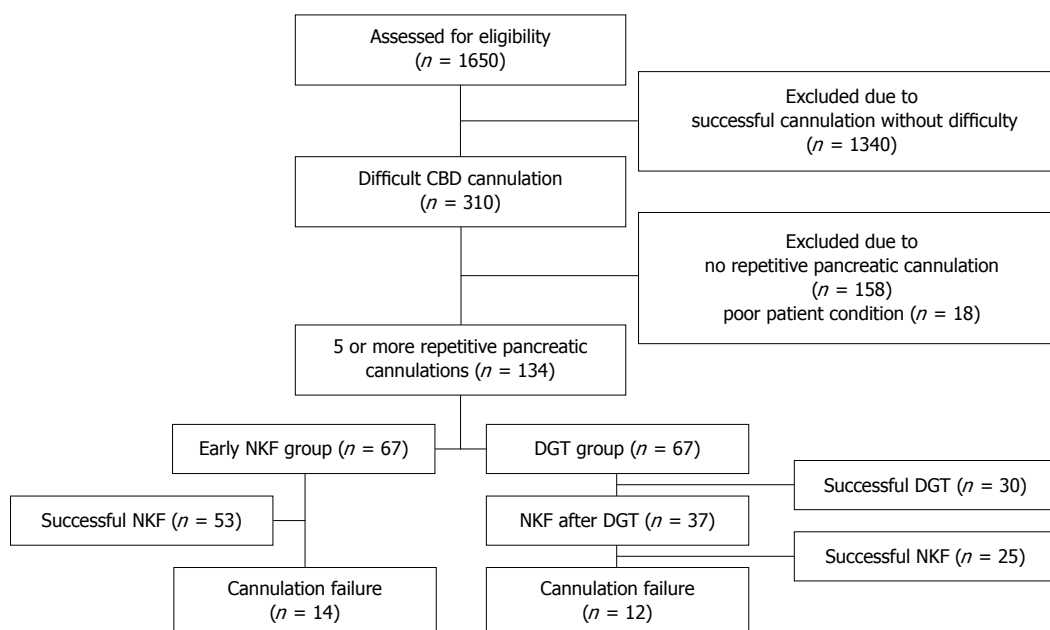 Assessed for eligibility
(n = 1650)
Excluded due to
successful cannulation without difficulty
(n = 1340)
Difficult CBD cannulation
(n = 310)
Excluded due to
no repetitive pancreatic cannulation
(n = 158)
poor patient condition (n = 18)
5 or more repetitive pancreatic
cannulations (n = 134)
Early NKF group (n = 67)
DGT group (n = 67)
Successful DGT (n = 30)
Successful NKF (n = 53)
NKF after DGT (n = 37)
Successful NKF (n = 25)
Cannulation failure
(n = 14)
Cannulation failure
(n = 12)